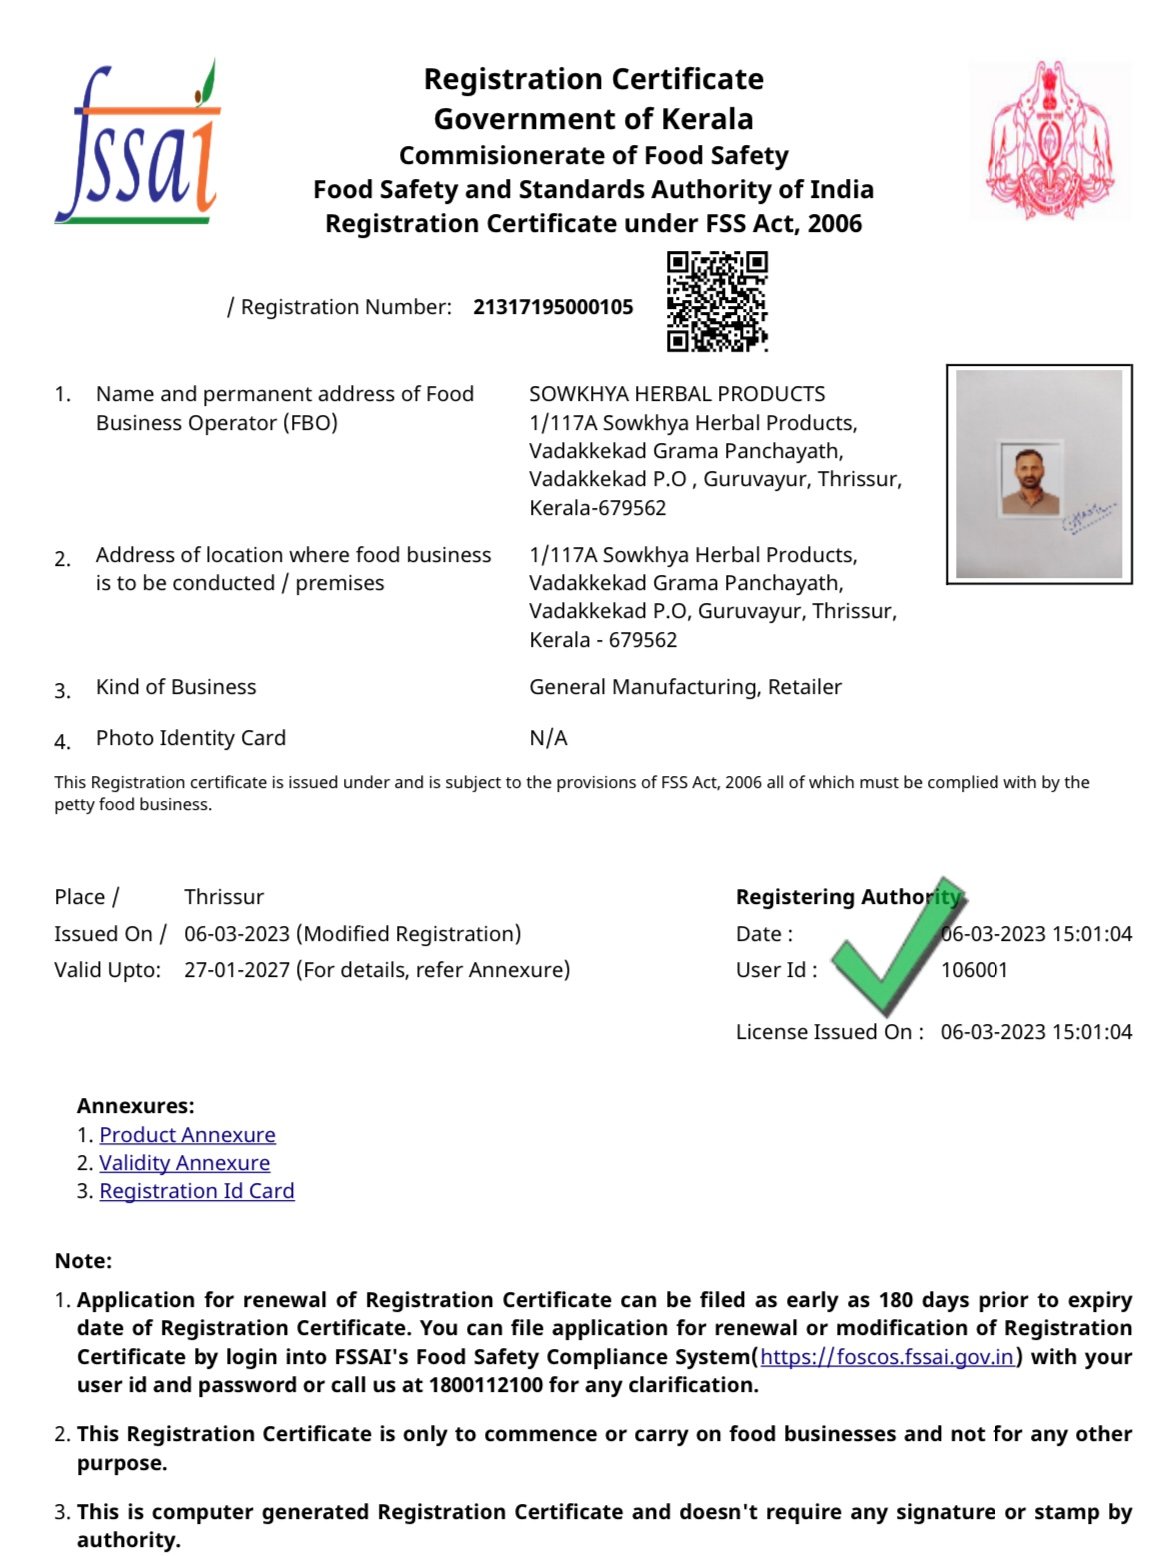 fssai
Registration Certificate
Government of Kerala
Commisionerate of Food Safety
Food Safety and Standards Authority of India
Registration Certificate under FSS Act, 2006
/ Registration Number: 21317195000105
1. Name and permanent address of Food
Business Operator (FBO)
SOWKHYA HERBAL PRODUCTS
1/117A Sowkhya Herbal Products,
Vadakkekad Grama Panchayath,
Vadakkekad P.O , Guruvayur, Thrissur,
Kerala-679562
2. Address of location where food business
is to be conducted / premises
1/117A Sowkhya Herbal Products,
Vadakkekad Grama Panchayath,
Vadakkekad P.O, Guruvayur, Thrissur,
Kerala - 679562
3. Kind of Business General Manufacturing, Retailer
4. Photo Identity Card N/A
This Registration certificate is issued under and is subject to the provisions of FSS Act, 2006 all of which must be complied with by the
petty food business.
Place / Thrissur
Issued On / 06-03-2023 (Modified Registration)
Valid Upto: 27-01-2027 (For details, refer Annexure)
Registering Authority
Date : 06-03-2023 15:01:04
User Id : 106001
License Issued On : 06-03-2023 15:01:04
Annexures:
1. Product Annexure
2. Validity Annexure
3. Registration Id Card
Note:
1. Application for renewal of Registration Certificate can be filed as early as 180 days prior to expiry
date of Registration Certificate. You can file application for renewal or modification of Registration
Certificate by login into FSSAI's Food Safety Compliance System(https://foscos.fssai.gov.in) with your
user id and password or call us at 1800112100 for any clarification.
2. This Registration Certificate is only to commence or carry on food businesses and not for any other
purpose.
3. This is computer generated Registration Certificate and doesn't require any signature or stamp by
authority.